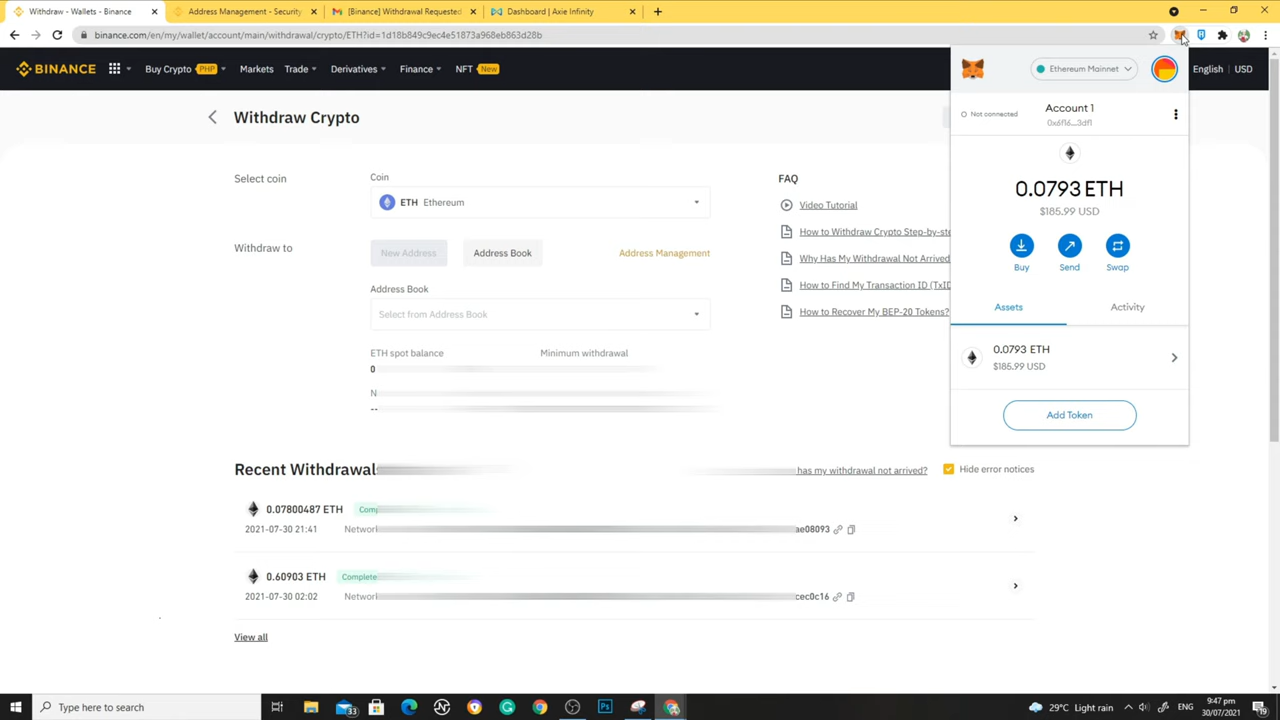 Withdraw - Wallets - Binance
Address Management - Security
[Binance] Withdrawal Requested
Dashboard | Axie Infinity
binance.com/en/my/wallet/account/main/withdrawal/crypto/ETH?id=1d18b849c9ec4e51873a968eb863d28b
BINANCE
Buy Crypto PHP
Markets
Trade
Derivatives
Finance
NFT New
English
USD
Ethereum Mainnet
Not connected
Account 1
0x6f16...3df1
0.0793 ETH
$185.99 USD
Buy
Send
Swap
Assets
Activity
0.0793 ETH
$185.99 USD
Add Token
Withdraw Crypto
Select coin
Coin
ETH Ethereum
Withdraw to
New Address
Address Book
Address Management
Address Book
Select from Address Book
ETH spot balance
Minimum withdrawal
0
N
--
FAQ
Video Tutorial
How to Withdraw Crypto Step-by-ste
Why Has My Withdrawal Not Arrived
How to Find My Transaction ID (TxID
How to Recover My BEP-20 Tokens?
Recent Withdrawal
has my withdrawal not arrived?
Hide error notices
0.07800487 ETH
Comp
2021-07-30 21:41
Network
ae08093
0.60903 ETH
Complete
2021-07-30 02:02
Network
cec0c16
View all
Type here to search
33
29°C Light rain
ENG
9:47 pm
30/07/2021
19